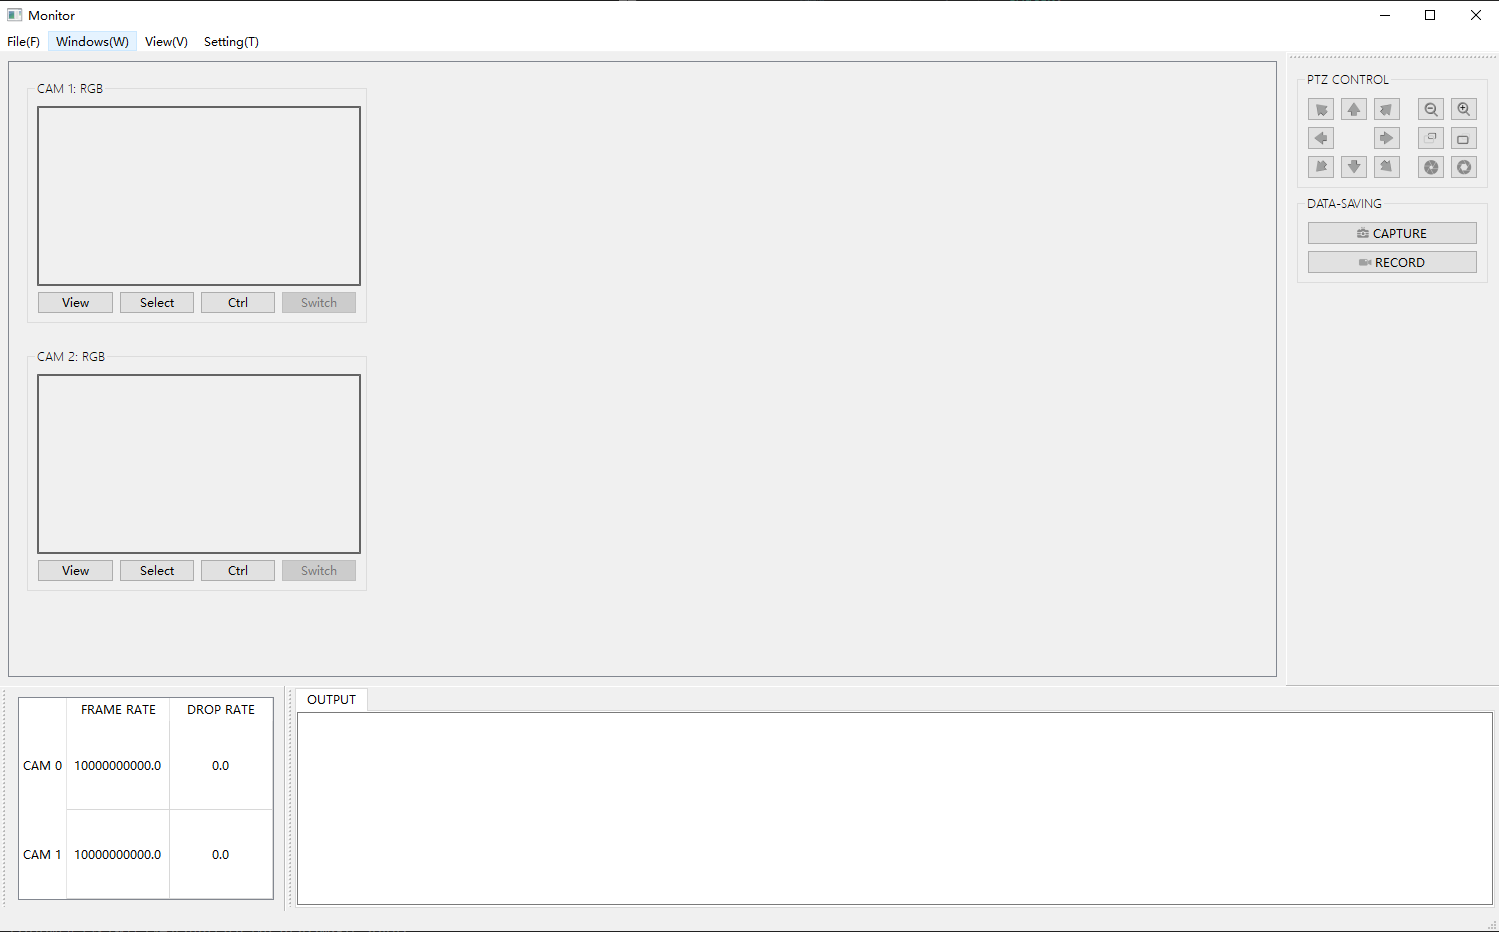 Monitor
File(F) Windows(W) View(V) Setting(T)
CAM 1: RGB
View Select Ctrl Switch
CAM 2: RGB
View Select Ctrl Switch
PTZ CONTROL
DATA-SAVING
CAPTURE
RECORD
FRAME RATE DROP RATE
CAM 0 10000000000.0 0.0
CAM 1 10000000000.0 0.0
OUTPUT